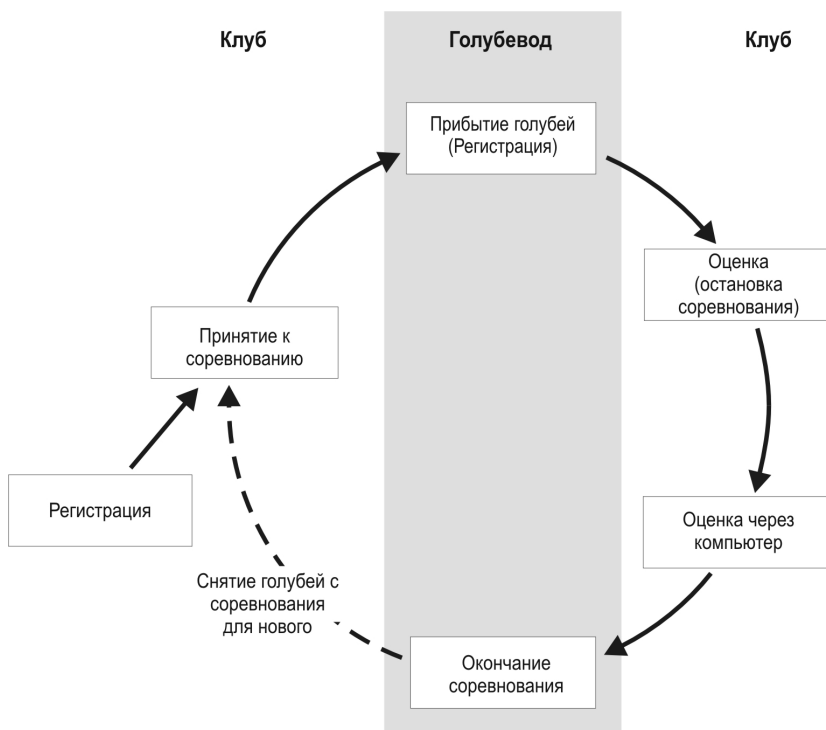 Клуб
Голубевод
Клуб
Прибытие голубей
(Регистрация)
Оценка
(остановка
соревнования)
Принятие к
соревнованию
Регистрация
Оценка через
компьютер
Снятие голубей с
соревнования
для нового
Окончание
соревнования